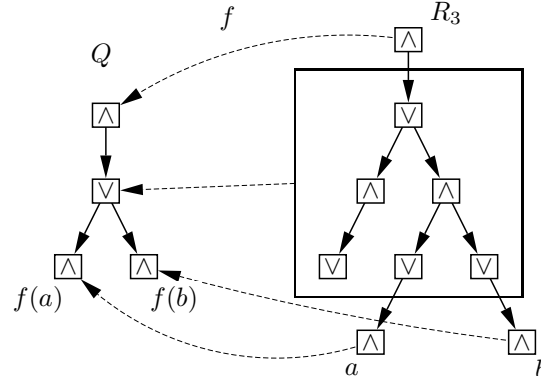 f R₃
∧
Q
∧ ∨
∨ ∧ ∧
∧ ∧ ∨ ∨ ∨
f(a) f(b)
∧ ∧
a